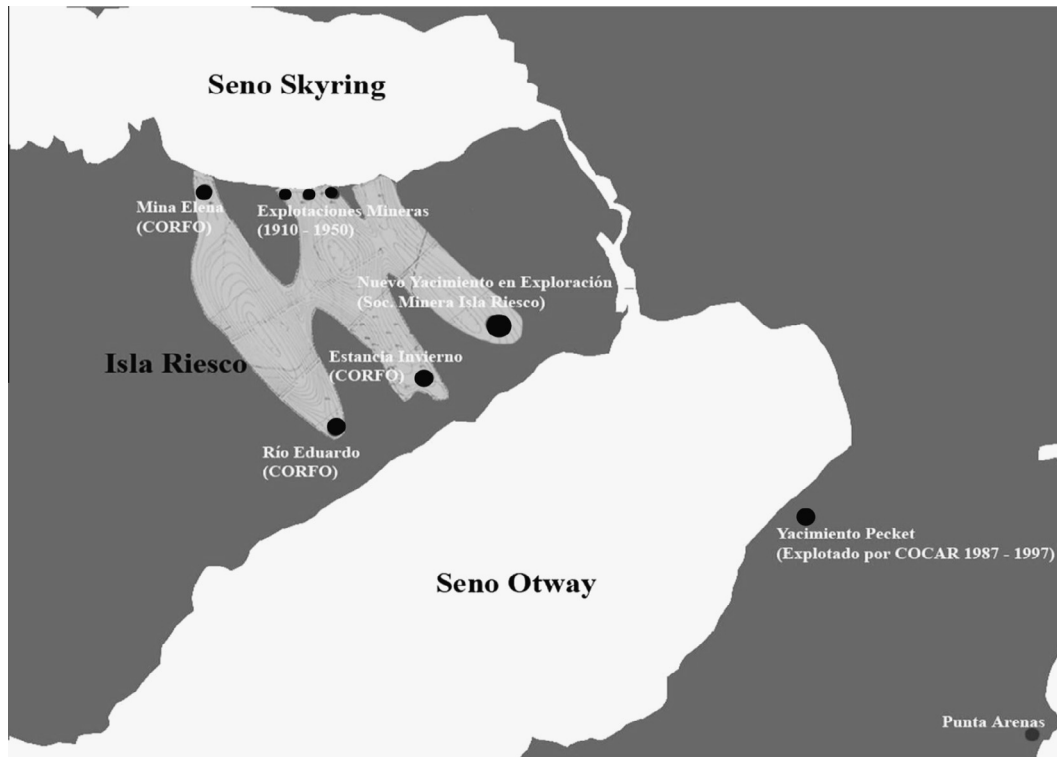 Seno Skyring
Mina Elena
(CORFO)
Explotaciones Mineras
(1910 - 1950)
Nuevo Yacimiento en Exploración
(Soc. Minera Isla Riesco)
Isla Riesco
Estancia Invierno
(CORFO)
Río Eduardo
(CORFO)
Yacimiento Pecket
(Explotado por COCAR 1987 - 1997)
Seno Otway
Punta Arenas